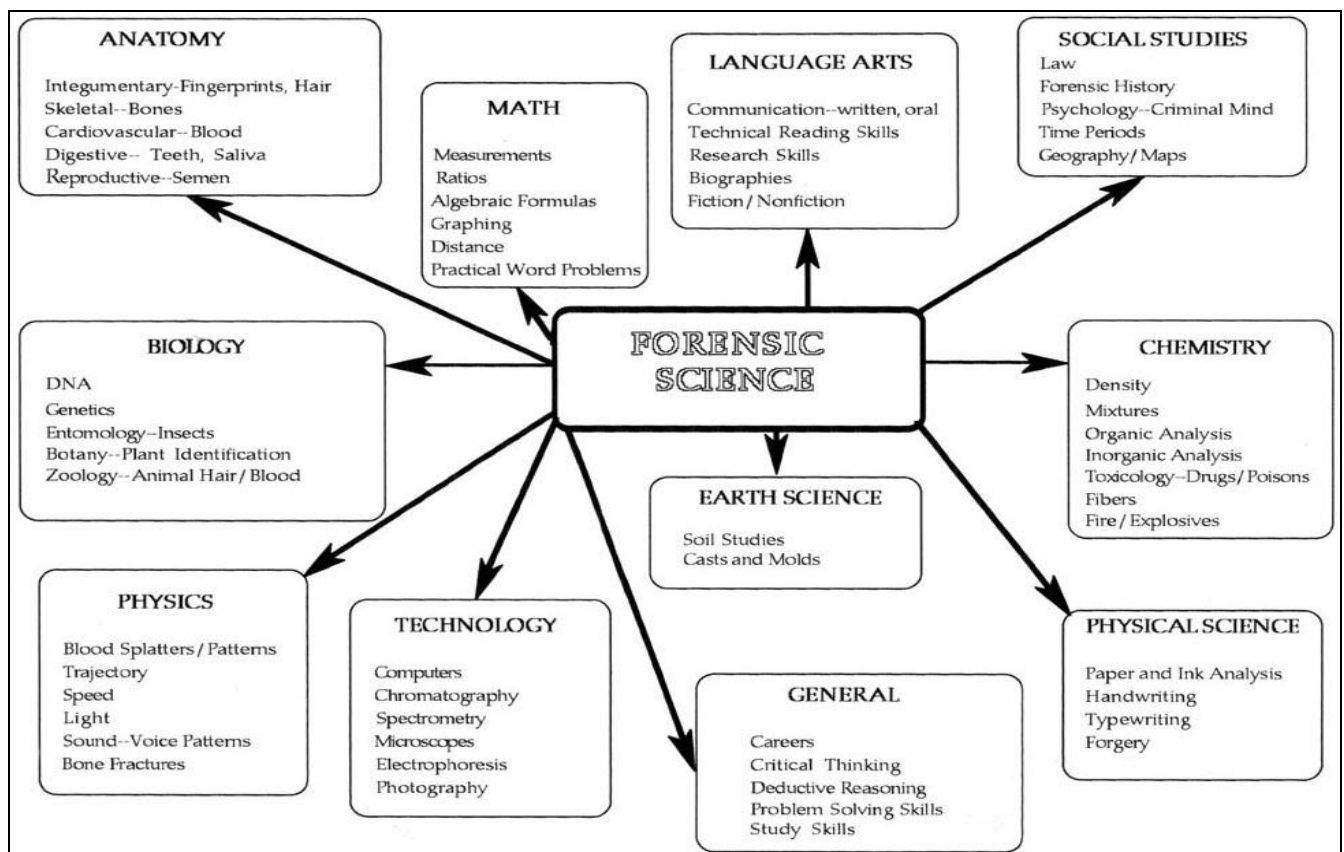 ANATOMY
Integumentary-Fingerprints, Hair
Skeletal--Bones
Cardiovascular--Blood
Digestive-- Teeth, Saliva
Reproductive--Semen
MATH
Measurements
Ratios
Algebraic Formulas
Graphing
Distance
Practical Word Problems
LANGUAGE ARTS
Communication--written, oral
Technical Reading Skills
Research Skills
Biographies
Fiction/Nonfiction
SOCIAL STUDIES
Law
Forensic History
Psychology--Criminal Mind
Time Periods
Geography/Maps
FORENSIC
SCIENCE
BIOLOGY
DNA
Genetics
Entomology--Insects
Botany--Plant Identification
Zoology--Animal Hair/Blood
CHEMISTRY
Density
Mixtures
Organic Analysis
Inorganic Analysis
Toxicology--Drugs/Poisons
Fibers
Fire/Explosives
EARTH SCIENCE
Soil Studies
Casts and Molds
PHYSICS
Blood Splatters/Patterns
Trajectory
Speed
Light
Sound--Voice Patterns
Bone Fractures
TECHNOLOGY
Computers
Chromatography
Spectrometry
Microscopes
Electrophoresis
Photography
GENERAL
Careers
Critical Thinking
Deductive Reasoning
Problem Solving Skills
Study Skills
PHYSICAL SCIENCE
Paper and Ink Analysis
Handwriting
Typewriting
Forgery